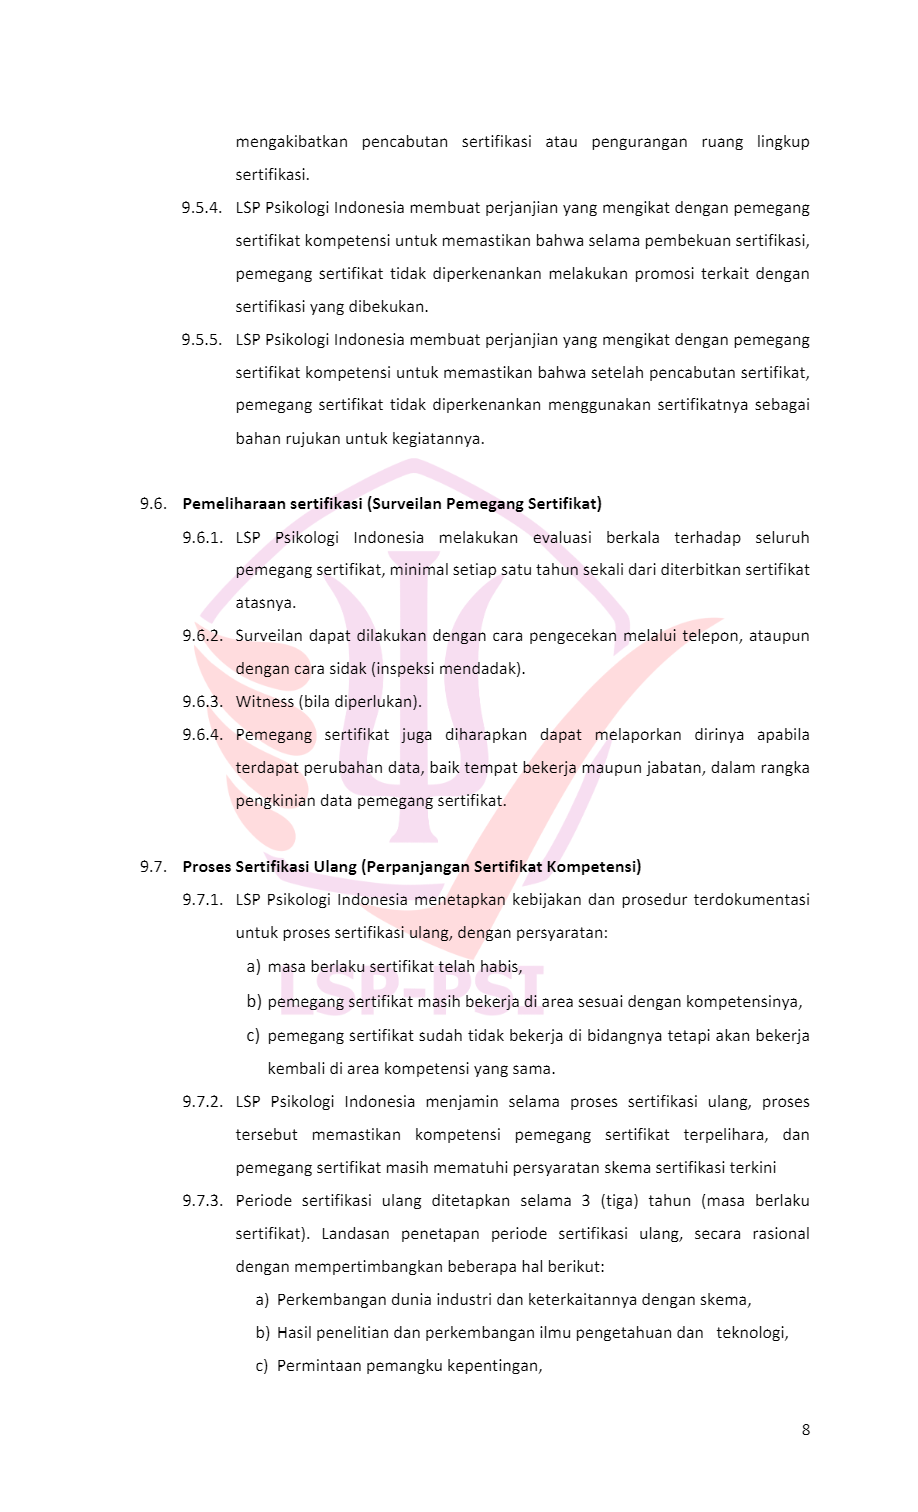 mengakibatkan pencabutan sertifikasi atau pengurangan ruang lingkup
sertifikasi.
9.5.4. LSP Psikologi Indonesia membuat perjanjian yang mengikat dengan pemegang
sertifikat kompetensi untuk memastikan bahwa selama pembekuan sertifikasi,
pemegang sertifikat tidak diperkenankan melakukan promosi terkait dengan
sertifikasi yang dibekukan.
9.5.5. LSP Psikologi Indonesia membuat perjanjian yang mengikat dengan pemegang
sertifikat kompetensi untuk memastikan bahwa setelah pencabutan sertifikat,
pemegang sertifikat tidak diperkenankan menggunakan sertifikatnya sebagai
bahan rujukan untuk kegiatannya.
9.6. Pemeliharaan sertifikasi (Surveilan Pemegang Sertifikat)
9.6.1. LSP Psikologi Indonesia melakukan evaluasi berkala terhadap seluruh
pemegang sertifikat, minimal setiap satu tahun sekali dari diterbitkan sertifikat
atasnya.
9.6.2. Surveilan dapat dilakukan dengan cara pengecekan melalui telepon, ataupun
dengan cara sidak (inspeksi mendadak).
9.6.3. Witness (bila diperlukan).
9.6.4. Pemegang sertifikat juga diharapkan dapat melaporkan dirinya apabila
terdapat perubahan data, baik tempat bekerja maupun jabatan, dalam rangka
pengkinian data pemegang sertifikat.
9.7. Proses Sertifikasi Ulang (Perpanjangan Sertifikat Kompetensi)
9.7.1. LSP Psikologi Indonesia menetapkan kebijakan dan prosedur terdokumentasi
untuk proses sertifikasi ulang, dengan persyaratan:
a) masa berlaku sertifikat telah habis,
LSP-PSI
b) pemegang sertifikat masih bekerja di area sesuai dengan kompetensinya,
c) pemegang sertifikat sudah tidak bekerja di bidangnya tetapi akan bekerja
kembali di area kompetensi yang sama.
9.7.2. LSP Psikologi Indonesia menjamin selama proses sertifikasi ulang, proses
tersebut memastikan kompetensi pemegang sertifikat terpelihara, dan
pemegang sertifikat masih mematuhi persyaratan skema sertifikasi terkini
9.7.3. Periode sertifikasi ulang ditetapkan selama 3 (tiga) tahun (masa berlaku
sertifikat). Landasan penetapan periode sertifikasi ulang, secara rasional
dengan mempertimbangkan beberapa hal berikut:
a) Perkembangan dunia industri dan keterkaitannya dengan skema,
b) Hasil penelitian dan perkembangan ilmu pengetahuan dan teknologi,
c) Permintaan pemangku kepentingan,
8